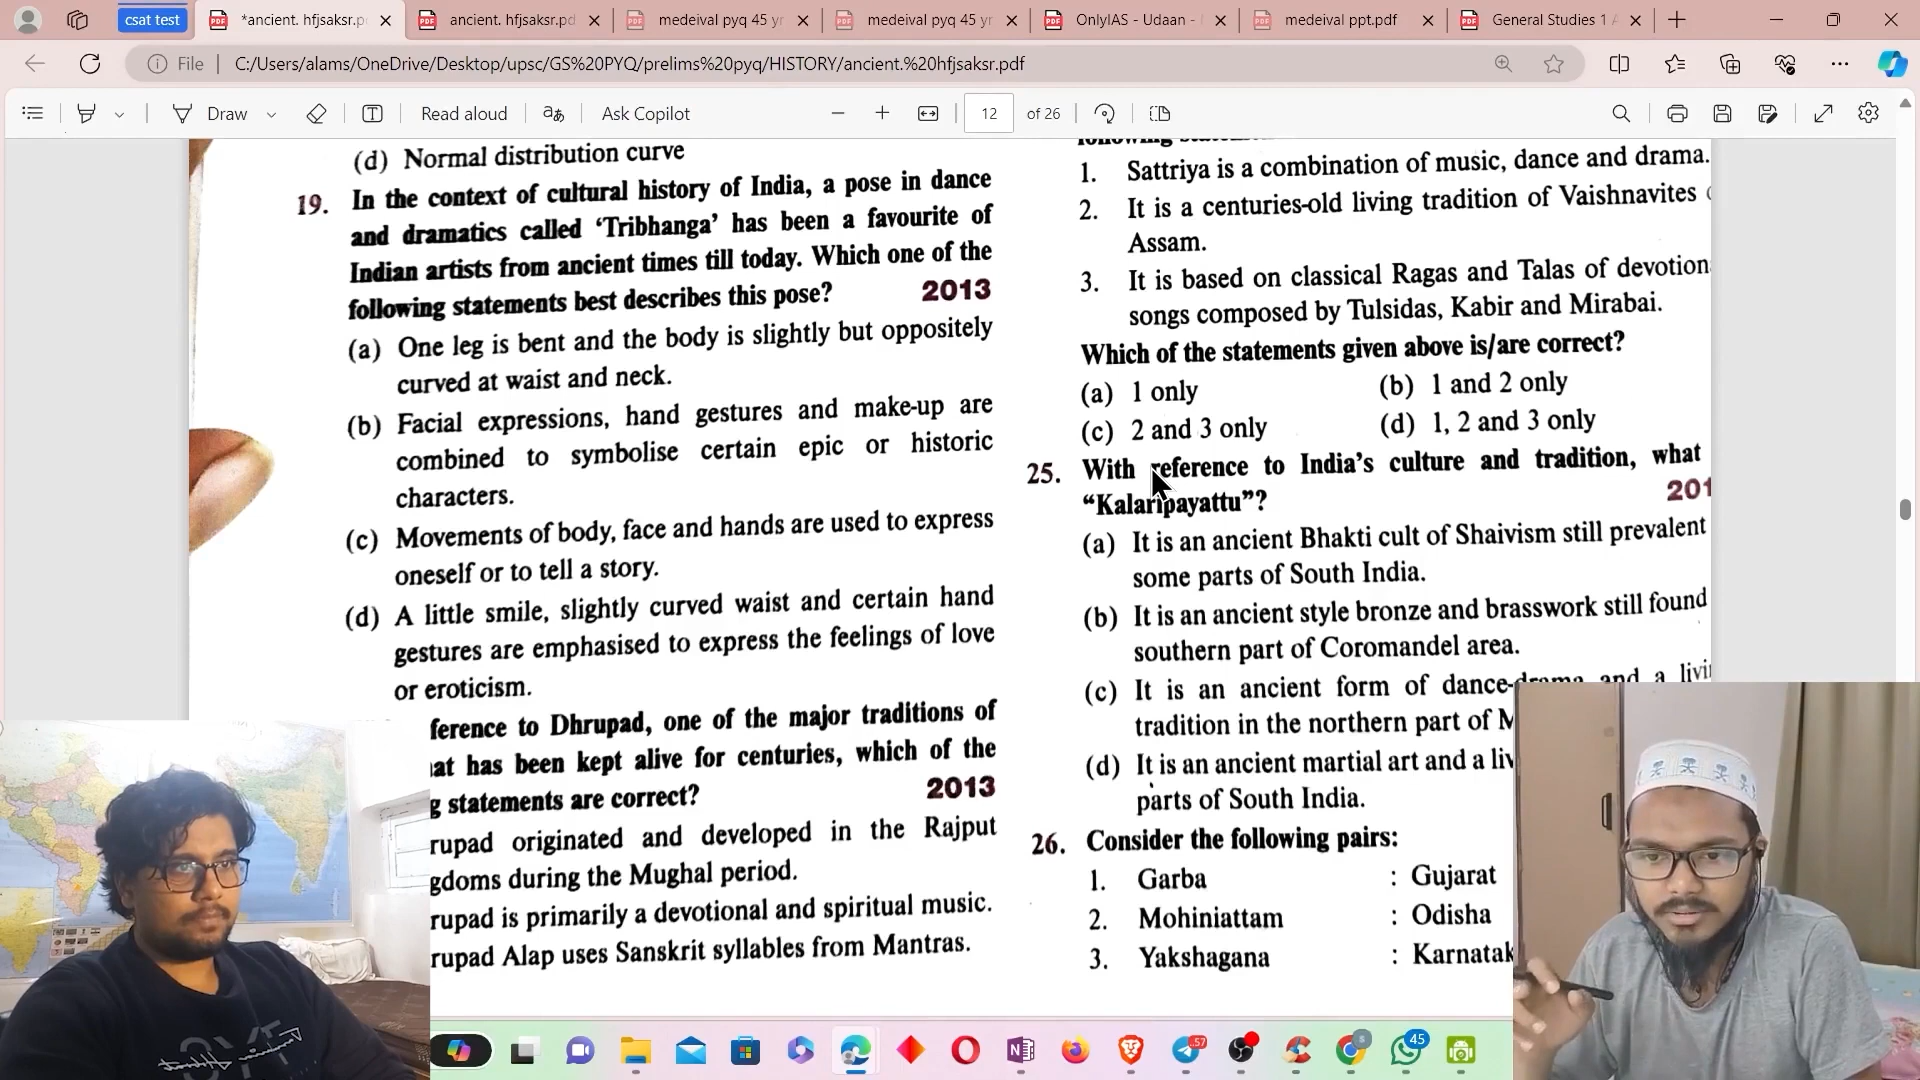 csat test
*ancient. hfjsaksr.p
ancient. hfjsaksr.pd
medeival pyq 45 yr
medeival pyq 45 yr
OnlyIAS - Udaan -
medeival ppt.pdf
General Studies 1
File
C:/Users/alams/OneDrive/Desktop/upsc/GS%20PYQ/prelims%20pyq/HISTORY/ancient.%20hfjsaksr.pdf
Draw
Read aloud
Ask Copilot
12 of 26
(d) Normal distribution curve
19. In the context of cultural history of India, a pose in dance
and dramatics called ‘Tribhanga’ has been a favourite of
Indian artists from ancient times till today. Which one of the
following statements best describes this pose? 2013
(a) One leg is bent and the body is slightly but oppositely
curved at waist and neck.
(b) Facial expressions, hand gestures and make-up are
combined to symbolise certain epic or historic
characters.
(c) Movements of body, face and hands are used to express
oneself or to tell a story.
(d) A little smile, slightly curved waist and certain hand
gestures are emphasised to express the feelings of love
or eroticism.
ference to Dhrupad, one of the major traditions of
at has been kept alive for centuries, which of the
g statements are correct? 2013
rupad originated and developed in the Rajput
gdoms during the Mughal period.
rupad is primarily a devotional and spiritual music.
rupad Alap uses Sanskrit syllables from Mantras.
1. Sattriya is a combination of music, dance and drama.
2. It is a centuries-old living tradition of Vaishnavites
Assam.
3. It is based on classical Ragas and Talas of devotion
songs composed by Tulsidas, Kabir and Mirabai.
Which of the statements given above is/are correct?
(a) 1 only (b) 1 and 2 only
(c) 2 and 3 only (d) 1, 2 and 3 only
25. With reference to India’s culture and tradition, what
“Kalaripayattu”? 201
(a) It is an ancient Bhakti cult of Shaivism still prevalent
some parts of South India.
(b) It is an ancient style bronze and brasswork still found
southern part of Coromandel area.
(c) It is an ancient form of dance-drama and a livi
tradition in the northern part of M
(d) It is an ancient martial art and a liv
parts of South India.
26. Consider the following pairs:
1. Garba : Gujarat
2. Mohiniattam : Odisha
3. Yakshagana : Karnatak
57
45